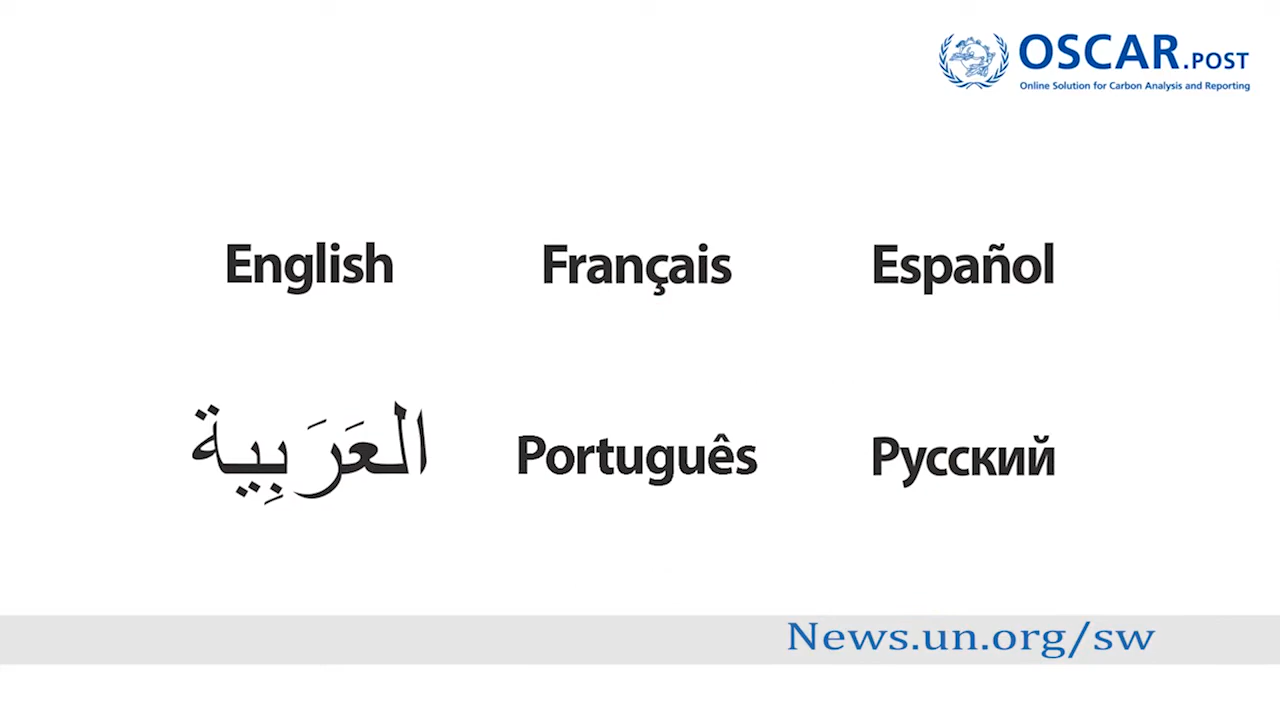 OSCAR.POST
Online Solution for Carbon Analysis and Reporting
English Français Español
العَرَبِية Português Русский
News.un.org/sw